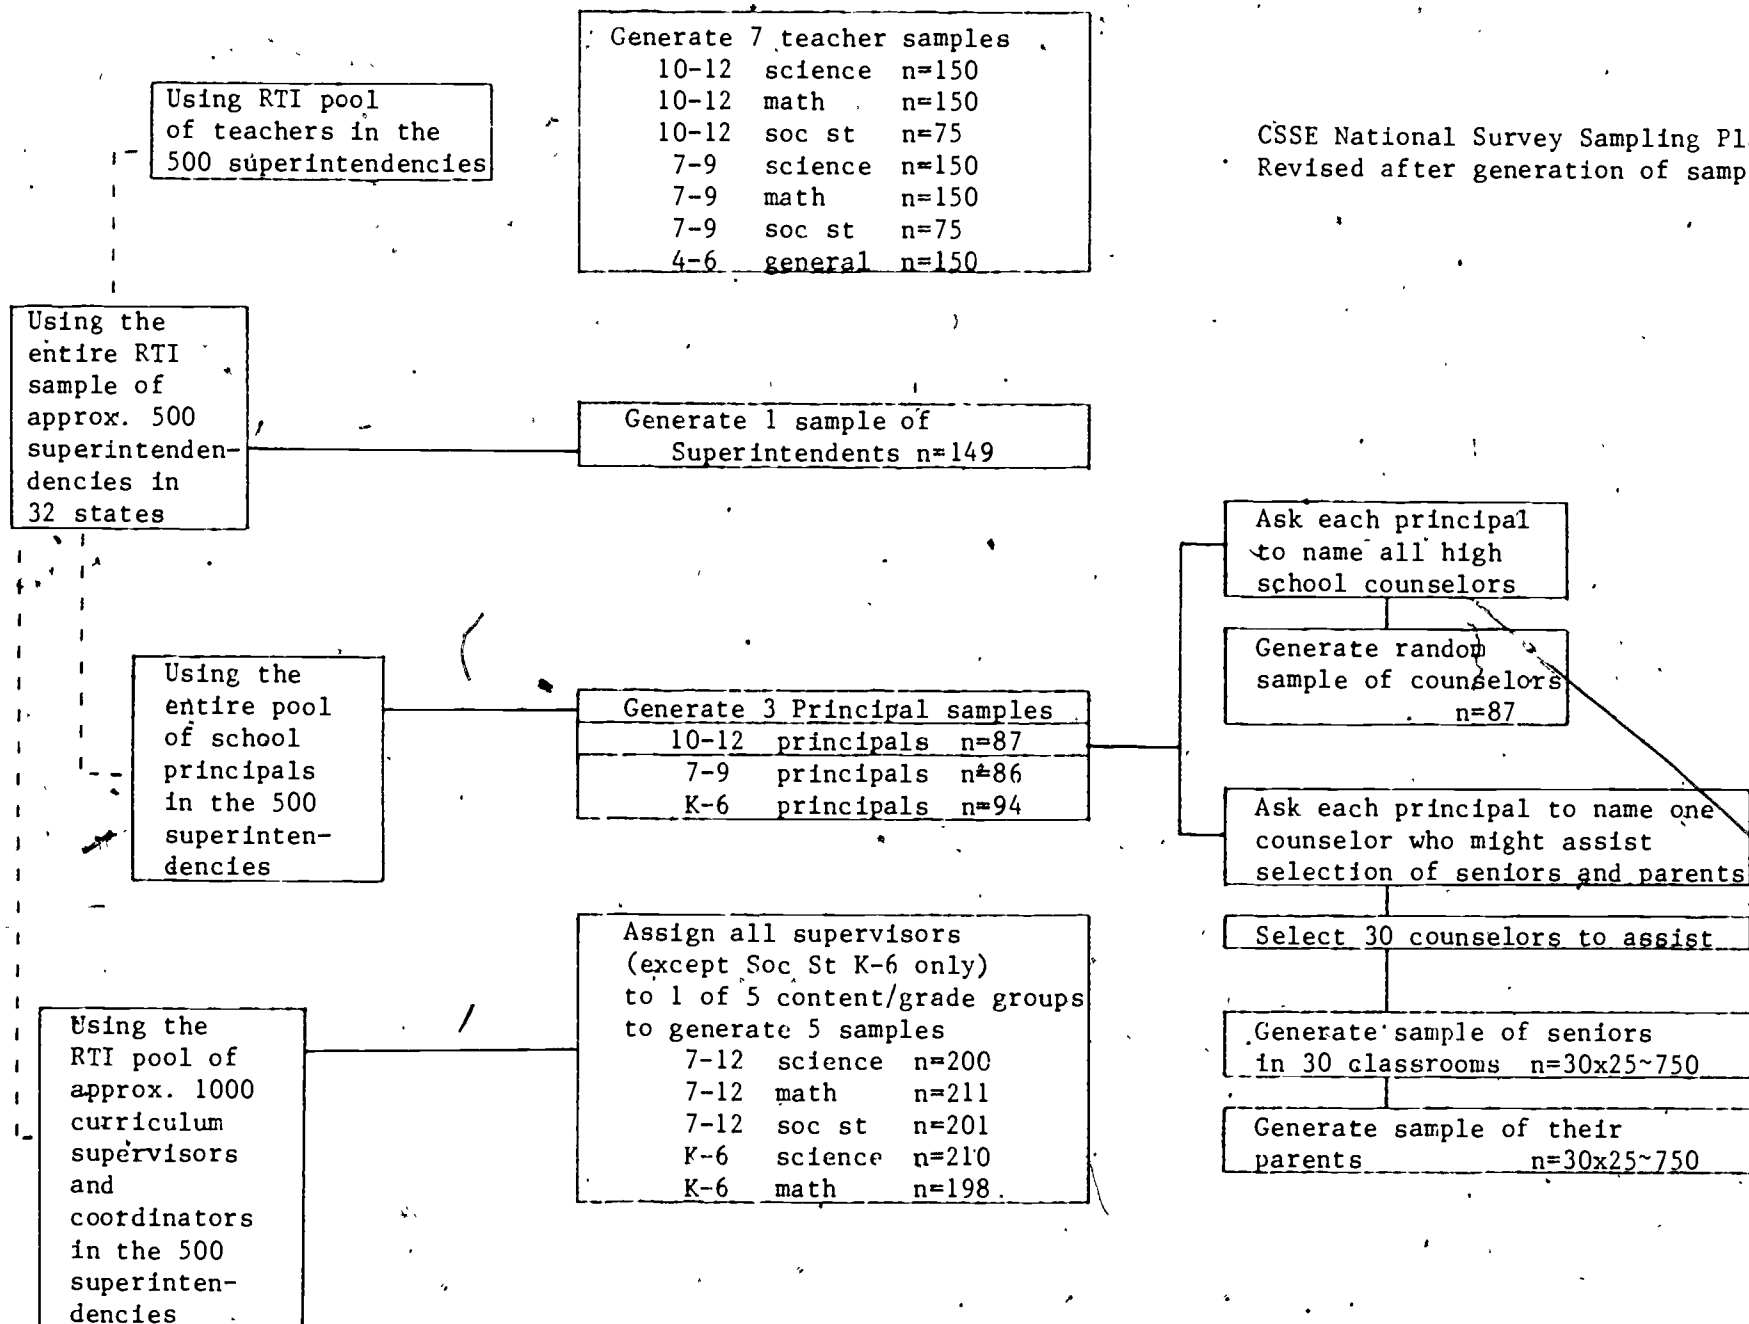 Generate 7 teacher samples
10-12 science n=150
10-12 math n=150
10-12 soc st n=75
7-9 science n=150
7-9 math n=150
7-9 soc st n=75
4-6 general n=150
Using RTI pool
of teachers in the
500 superintendencies
CSSE National Survey Sampling
Revised after generation of
Using the
entire RTI
sample of
approx. 500
superintenden-
dencies in
32 states
Generate 1 sample of
Superintendents n=149
Using the
entire pool
of school
principals
in the 500
superinten-
dencies
Generate 3 Principal samples
10-12 principals n=87
7-9 principals n=86
K-6 principals n=94
Ask each principal
to name all high
school counselors
Generate random
sample of counselors
n=87
Ask each principal to name one
counselor who might assist
selection of seniors and parents
Select 30 counselors to assist
Generate sample of seniors
in 30 classrooms n=30x25~750
Generate sample of their
parents n=30x25~750
Using the
RTI pool of
approx. 1000
curriculum
supervisors
and
coordinators
in the 500
superinten-
dencies
Assign all supervisors
(except Soc St K-6 only)
to 1 of 5 content/grade groups
to generate 5 samples
7-12 science n=200
7-12 math n=211
7-12 soc st n=201
K-6 science n=210
K-6 math n=198